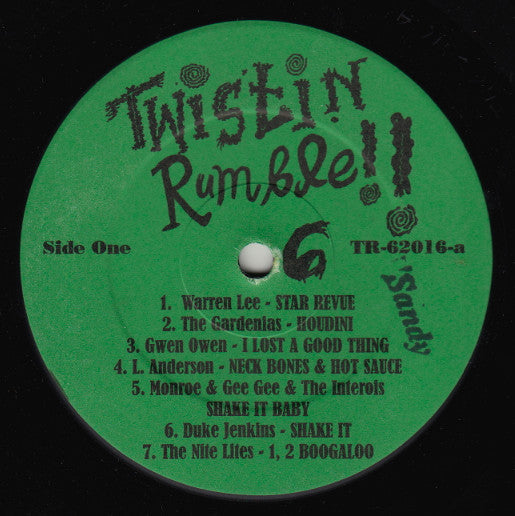 Twistin
Rumble!!
6
Side One
TR-62016-a
"Sandy
1. Warren Lee - STAR REVUE
2. The Gardenias - HOUDINI
3. Gwen Owen - I LOST A GOOD THING
4. L. Anderson - NECK BONES & HOT SAUCE
5. Monroe & Gee Gee & The Interols
SHAKE IT BABY
6. Duke Jenkins - SHAKE IT
7. The Nite Lites - 1, 2 BOOGALOO